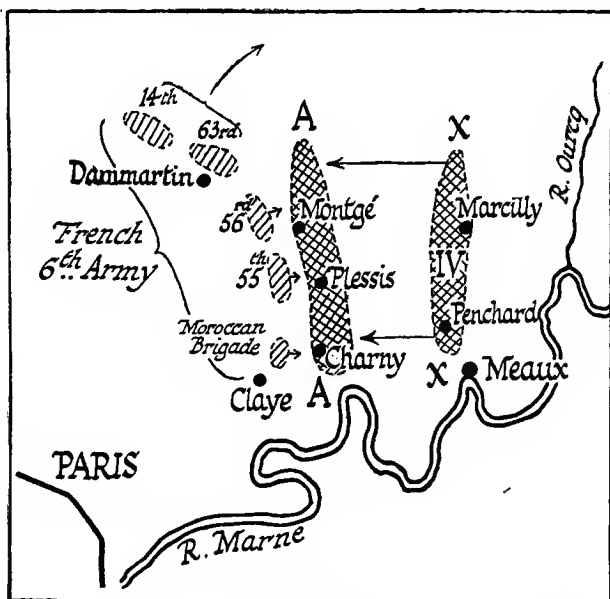 14th
63rd
Dammartin
A
X
R. Ourcq
French
6th Army
56rd
Montgé
Marcilly
55th
Plessis
IV
Penchard
Moroccan
Brigade
Charny
Claye
A
X
Meaux
PARIS
R. Marne